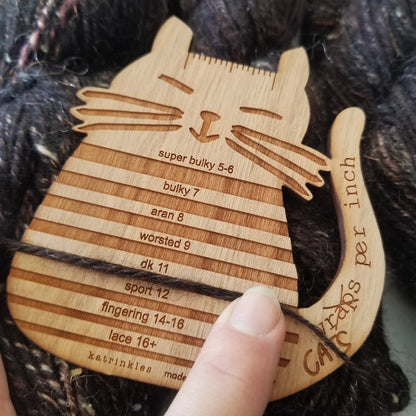 super bulky 5-6
bulky 7
aran 8
worsted 9
dk 11
sport 12
fingering 14-16
lace 16+
katrinkles
made
CATS
wraps per inch